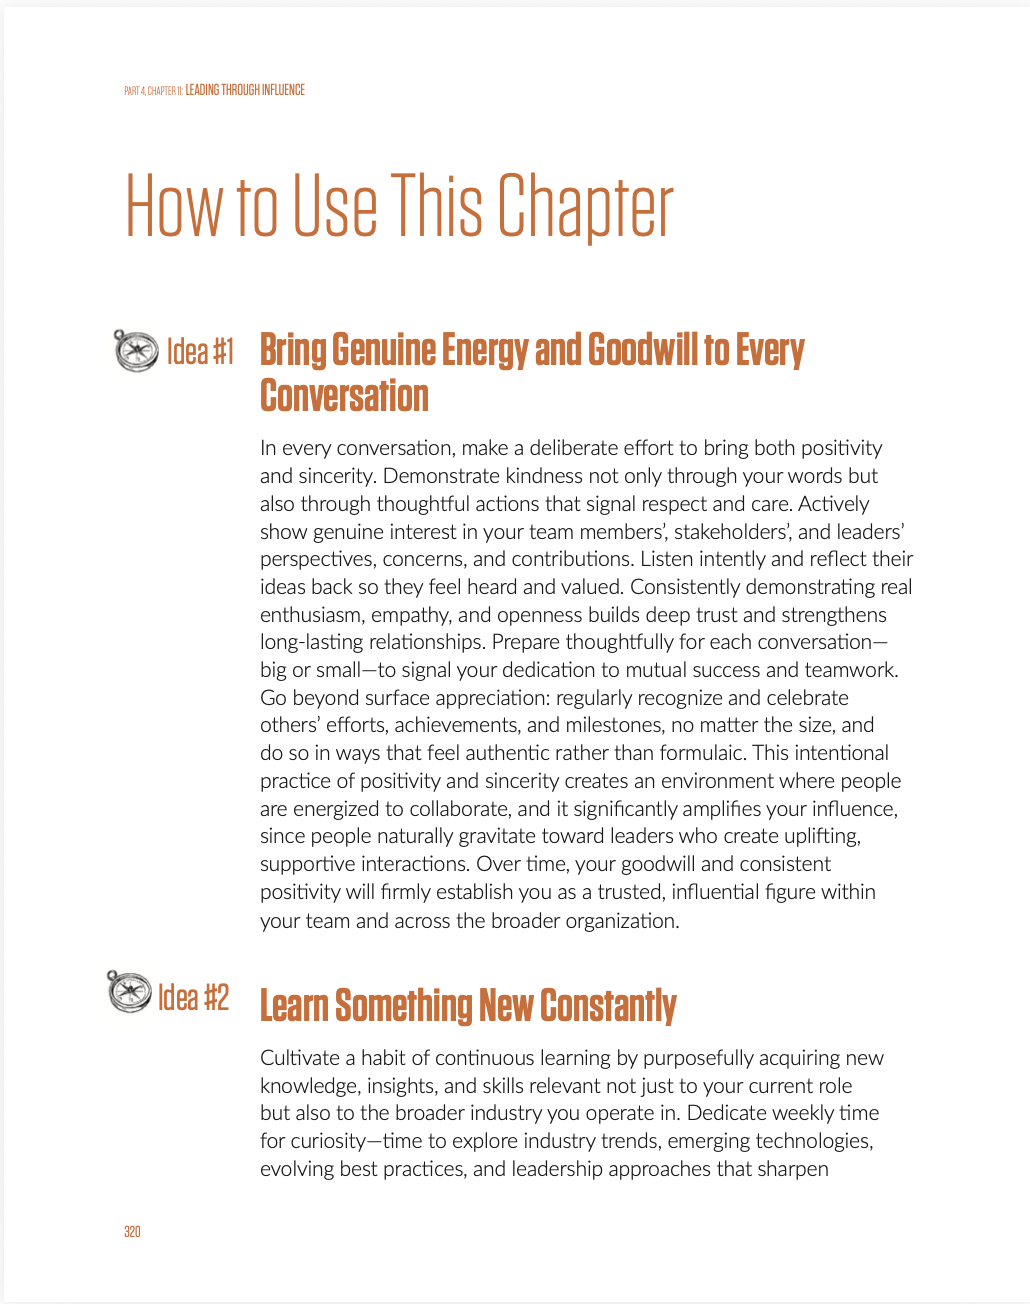 PART 4, CHAPTER 11: LEADING THROUGH INFLUENCE
How to Use This Chapter
Idea #1
Bring Genuine Energy and Goodwill to Every
Conversation
In every conversation, make a deliberate effort to bring both positivity
and sincerity. Demonstrate kindness not only through your words but
also through thoughtful actions that signal respect and care. Actively
show genuine interest in your team members’, stakeholders’, and leaders’
perspectives, concerns, and contributions. Listen intently and reflect their
ideas back so they feel heard and valued. Consistently demonstrating real
enthusiasm, empathy, and openness builds deep trust and strengthens
long-lasting relationships. Prepare thoughtfully for each conversation—
big or small—to signal your dedication to mutual success and teamwork.
Go beyond surface appreciation: regularly recognize and celebrate
others’ efforts, achievements, and milestones, no matter the size, and
do so in ways that feel authentic rather than formulaic. This intentional
practice of positivity and sincerity creates an environment where people
are energized to collaborate, and it significantly amplifies your influence,
since people naturally gravitate toward leaders who create uplifting,
supportive interactions. Over time, your goodwill and consistent
positivity will firmly establish you as a trusted, influential figure within
your team and across the broader organization.
Idea #2
Learn Something New Constantly
Cultivate a habit of continuous learning by purposefully acquiring new
knowledge, insights, and skills relevant not just to your current role
but also to the broader industry you operate in. Dedicate weekly time
for curiosity—time to explore industry trends, emerging technologies,
evolving best practices, and leadership approaches that sharpen
320